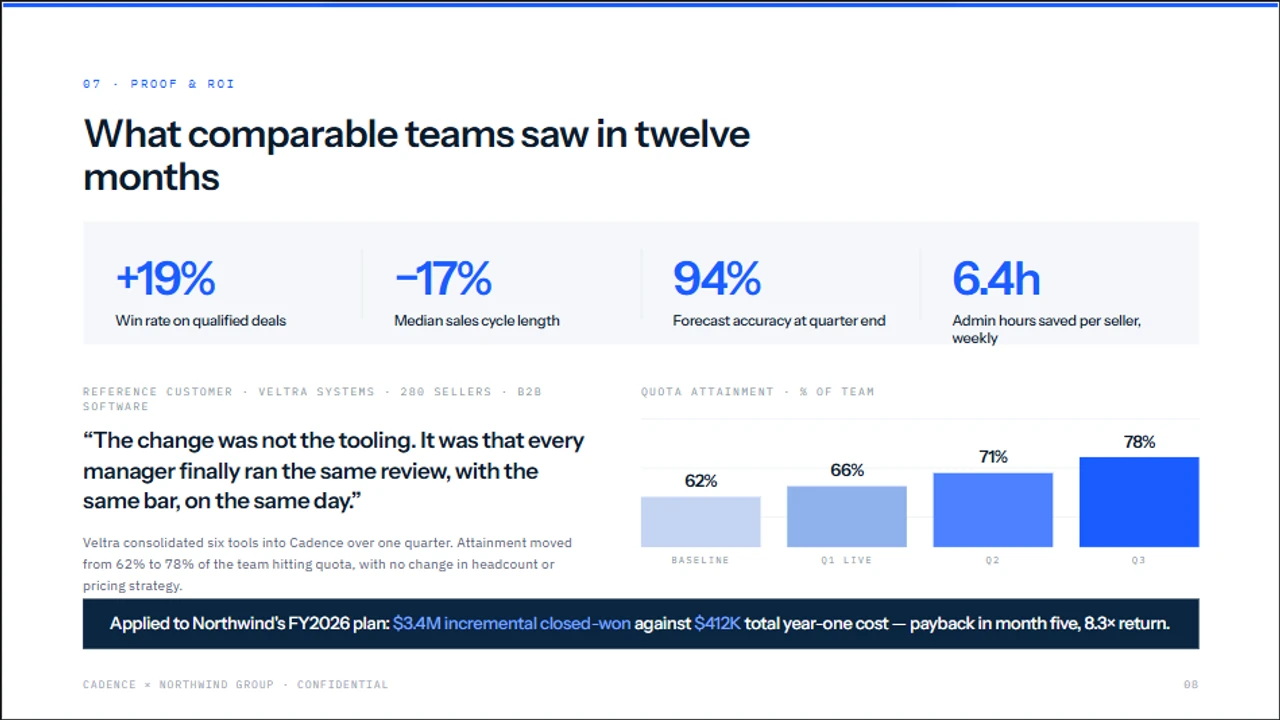 07 · PROOF & ROI
What comparable teams saw in twelve
months
+19%
Win rate on qualified deals
−17%
Median sales cycle length
94%
Forecast accuracy at quarter end
6.4h
Admin hours saved per seller,
weekly
REFERENCE CUSTOMER · VELTRA SYSTEMS · 280 SELLERS · B2B
SOFTWARE
“The change was not the tooling. It was that every
manager finally ran the same review, with the
same bar, on the same day.”
Veltra consolidated six tools into Cadence over one quarter. Attainment moved
from 62% to 78% of the team hitting quota, with no change in headcount or
pricing strategy.
QUOTA ATTAINMENT · % OF TEAM
62%
66%
71%
78%
BASELINE
Q1 LIVE
Q2
Q3
Applied to Northwind's FY2026 plan: $3.4M incremental closed-won against $412K total year-one cost — payback in month five, 8.3× return.
CADENCE × NORTHWIND GROUP · CONFIDENTIAL
08